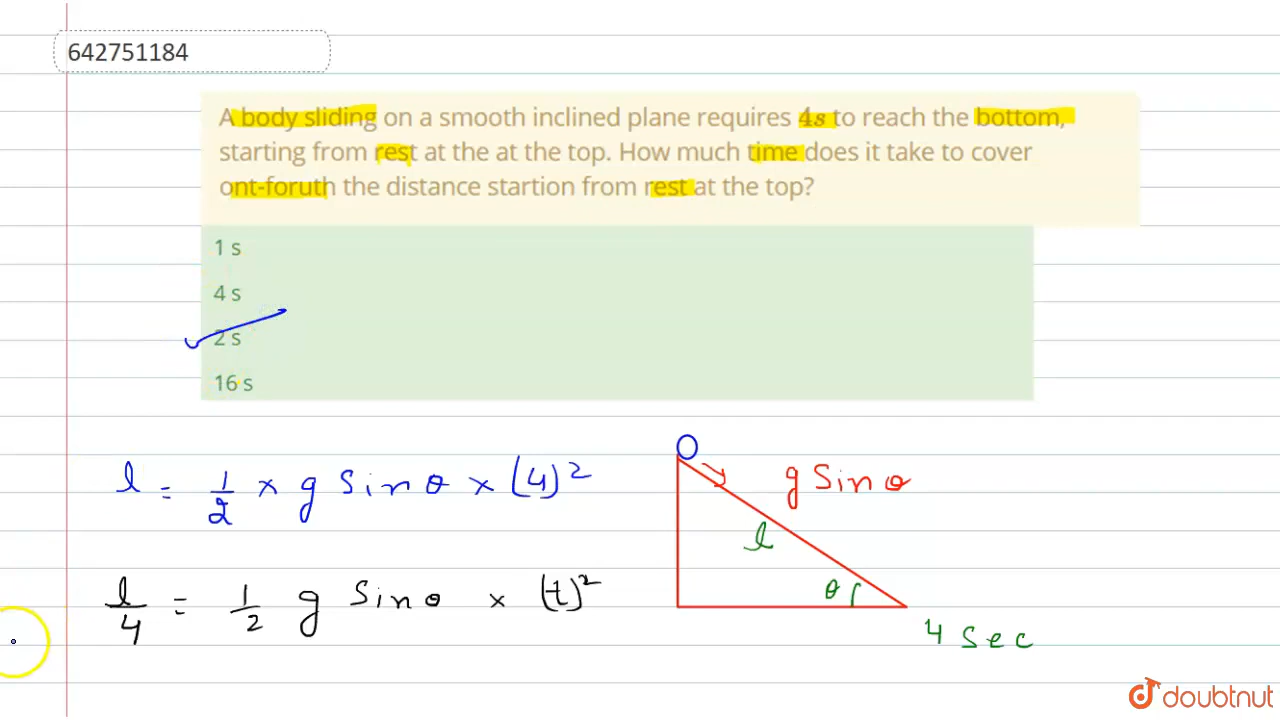 642751184
A body sliding on a smooth inclined plane requires 4s to reach the bottom,
starting from rest at the at the top. How much time does it take to cover
ont-foruth the distance startion from rest at the top?
1 s
4 s
2 s
16 s
l = 1/2 × g sinθ × (4)²
g sinθ
l
l/4 = 1/2 g sinθ × (t)²
θ
4 sec
doubtnut